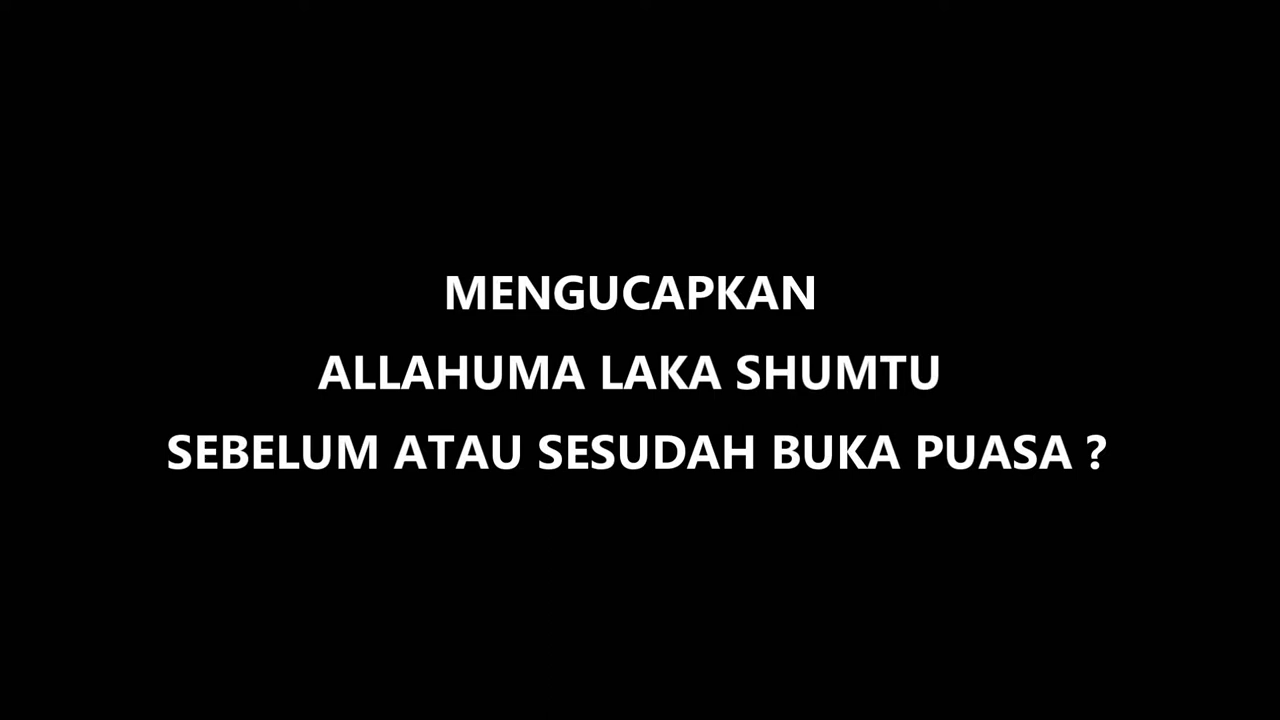 MENGUCAPKAN
ALLAHUMA LAKA SHUMTU
SEBELUM ATAU SESUDAH BUKA PUASA ?